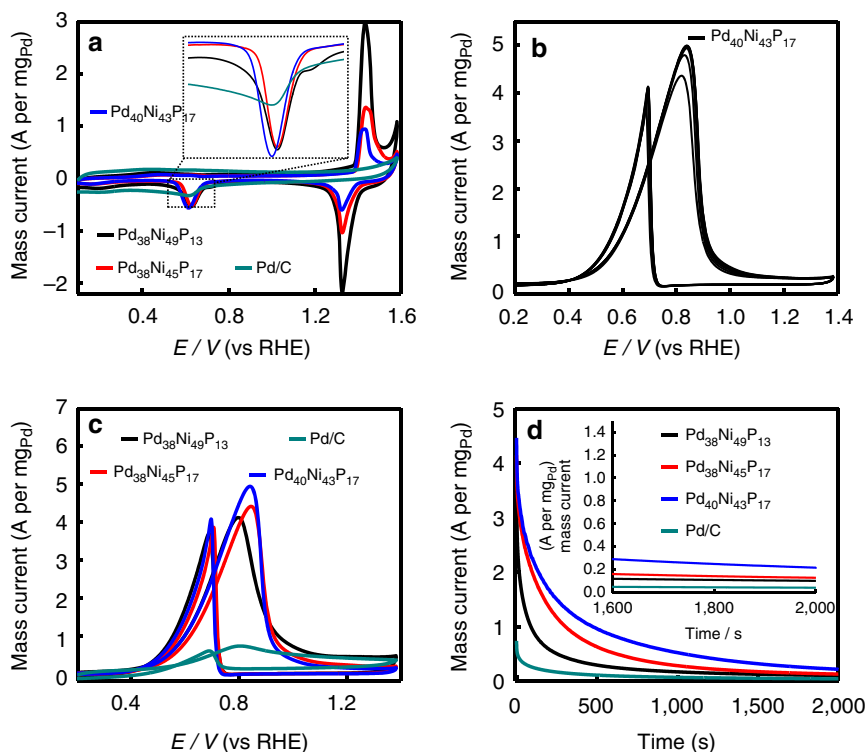 a
Mass current (A per mg_Pd)
3
2
1
0
−1
−2
Pd40Ni43P17
Pd38Ni49P13
Pd38Ni45P17
Pd/C
0.4
0.8
1.2
1.6
E / V (vs RHE)
b
Mass current (A per mg_Pd)
5
4
3
2
1
0
Pd40Ni43P17
0.2
0.4
0.6
0.8
1.0
1.2
1.4
E / V (vs RHE)
c
Mass current (A per mg_Pd)
7
6
5
4
3
2
1
0
Pd38Ni49P13
Pd/C
Pd38Ni45P17
Pd40Ni43P17
0.4
0.8
1.2
E / V (vs RHE)
d
Mass current (A per mg_Pd)
5
4
3
2
1
0
(A per mg_Pd)
mass current
1.4
1.2
1.0
0.8
0.6
0.4
0.2
0.0
1,600
1,800
2,000
Time / s
Pd38Ni49P13
Pd38Ni45P17
Pd40Ni43P17
Pd/C
0
500
1,000
1,500
2,000
Time (s)